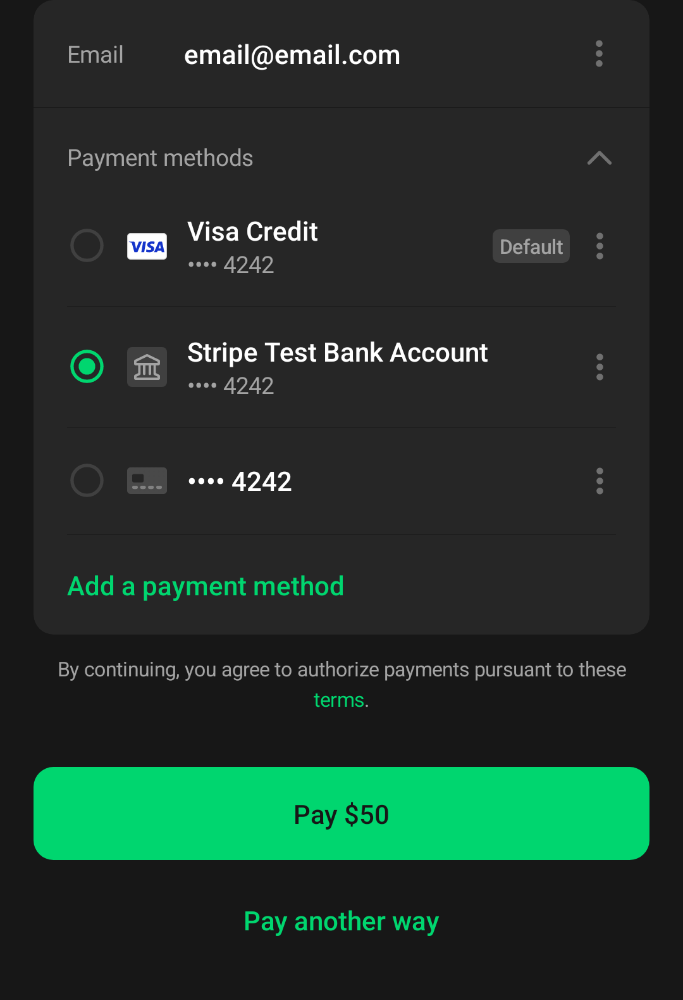 Email email@email.com
Payment methods
VISA Visa Credit Default
•••• 4242
Stripe Test Bank Account
•••• 4242
•••• 4242
Add a payment method
By continuing, you agree to authorize payments pursuant to these
terms.
Pay $50
Pay another way